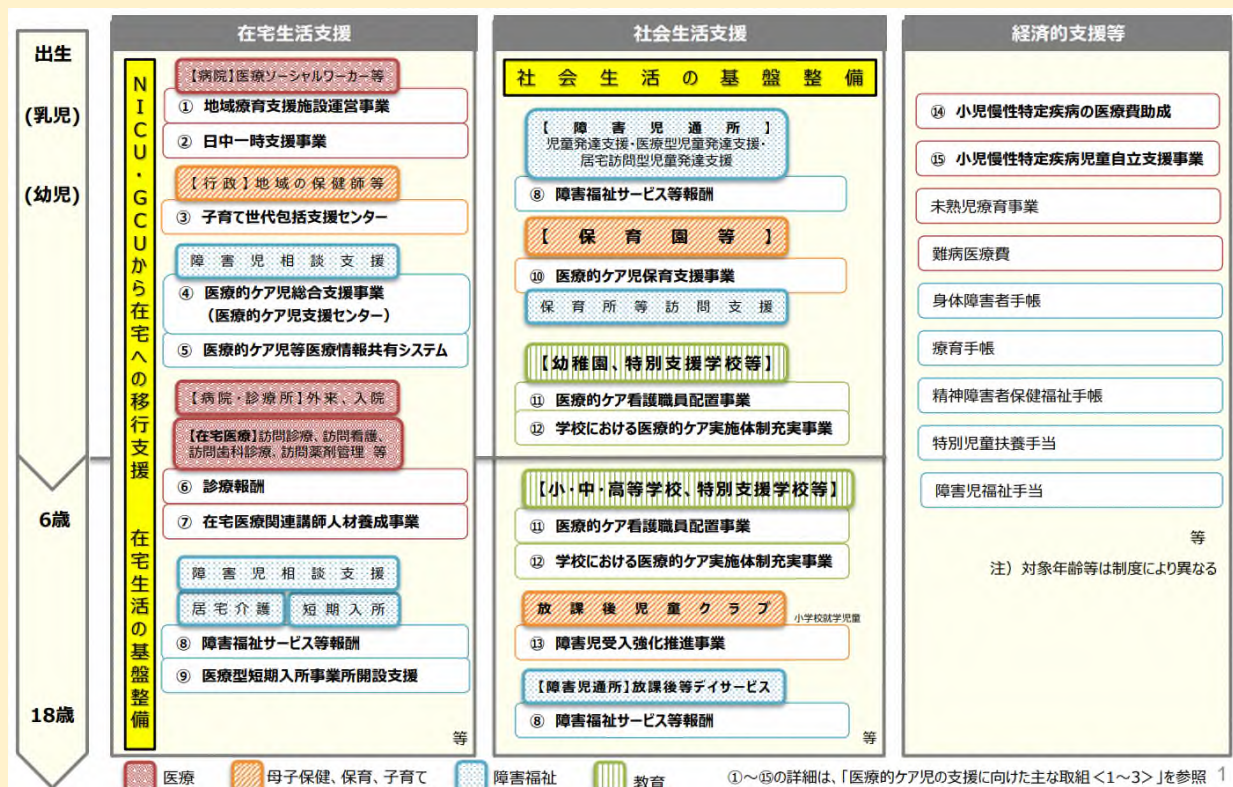 出生
(乳児)
(幼児)
6歳
18歳
在宅生活支援
NICU・GCUから在宅への移行支援 在宅生活の基盤整備
【病院】医療ソーシャルワーカー等
① 地域療育支援施設運営事業
② 日中一時支援事業
【行政】地域の保健師等
③ 子育て世代包括支援センター
障害児相談支援
④ 医療的ケア児総合支援事業
（医療的ケア児支援センター）
⑤ 医療的ケア児等医療情報共有システム
【病院・診療所】外来、入院
【在宅医療】訪問診療、訪問看護、
訪問歯科診療、訪問薬剤管理 等
⑥ 診療報酬
⑦ 在宅医療関連講師人材養成事業
障害児相談支援
居宅介護 短期入所
⑧ 障害福祉サービス等報酬
⑨ 医療型短期入所事業所開設支援
等
社会生活支援
社会生活の基盤整備
【障害児通所】
児童発達支援・医療型児童発達支援・
居宅訪問型児童発達支援
⑧ 障害福祉サービス等報酬
【保育園等】
⑩ 医療的ケア児保育支援事業
保育所等訪問支援
【幼稚園、特別支援学校等】
⑪ 医療的ケア看護職員配置事業
⑫ 学校における医療的ケア実施体制充実事業
【小・中・高等学校、特別支援学校等】
⑪ 医療的ケア看護職員配置事業
⑫ 学校における医療的ケア実施体制充実事業
放課後児童クラブ 小学校就学児童
⑬ 障害児受入強化推進事業
【障害児通所】放課後等デイサービス
⑧ 障害福祉サービス等報酬
等
経済的支援等
⑭ 小児慢性特定疾病の医療費助成
⑮ 小児慢性特定疾病児童自立支援事業
未熟児療育事業
難病医療費
身体障害者手帳
療育手帳
精神障害者保健福祉手帳
特別児童扶養手当
障害児福祉手当
等
注）対象年齢等は制度により異なる
医療 母子保健、保育、子育て 障害福祉 教育
①～⑮の詳細は、「医療的ケア児の支援に向けた主な取組＜1～3＞」を参照 1